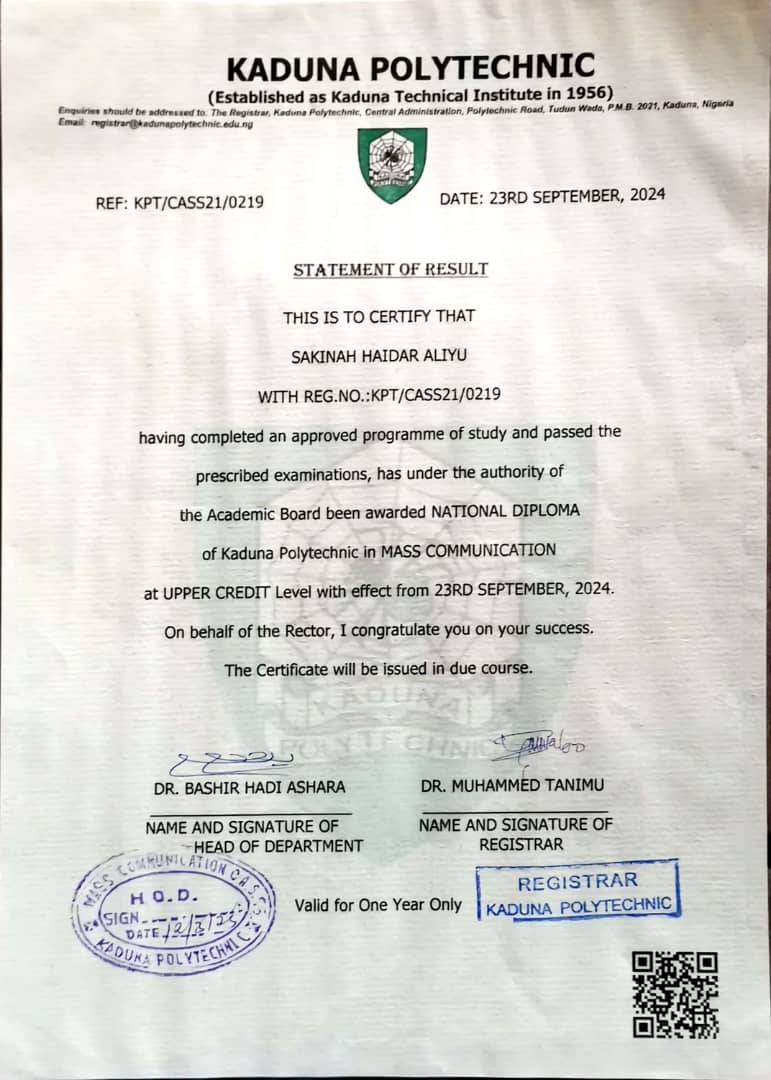 KADUNA POLYTECHNIC
(Established as Kaduna Technical Institute in 1956)
Enquiries should be addressed to: The Registrar, Kaduna Polytechnic, Central Administration, Polytechnic Road, Tudun Wada, P.M.B. 2021, Kaduna, Nigeria
Email: registrar@kadunapolytechnic.edu.ng
REF: KPT/CASS21/0219
DATE: 23RD SEPTEMBER, 2024
STATEMENT OF RESULT
THIS IS TO CERTIFY THAT
SAKINAH HAIDAR ALIYU
WITH REG.NO.:KPT/CASS21/0219
having completed an approved programme of study and passed the
prescribed examinations, has under the authority of
the Academic Board been awarded NATIONAL DIPLOMA
of Kaduna Polytechnic in MASS COMMUNICATION
at UPPER CREDIT Level with effect from 23RD SEPTEMBER, 2024.
On behalf of the Rector, I congratulate you on your success.
The Certificate will be issued in due course.
KADUNA
POLYTECHNIC
DR. BASHIR HADI ASHARA
NAME AND SIGNATURE OF
HEAD OF DEPARTMENT
DR. MUHAMMED TANIMU
NAME AND SIGNATURE OF
REGISTRAR
MASS COMMUNICATION
H.O.D.
SIGN
DATE
KADUNA POLYTECHNIC
Valid for One Year Only
REGISTRAR
KADUNA POLYTECHNIC